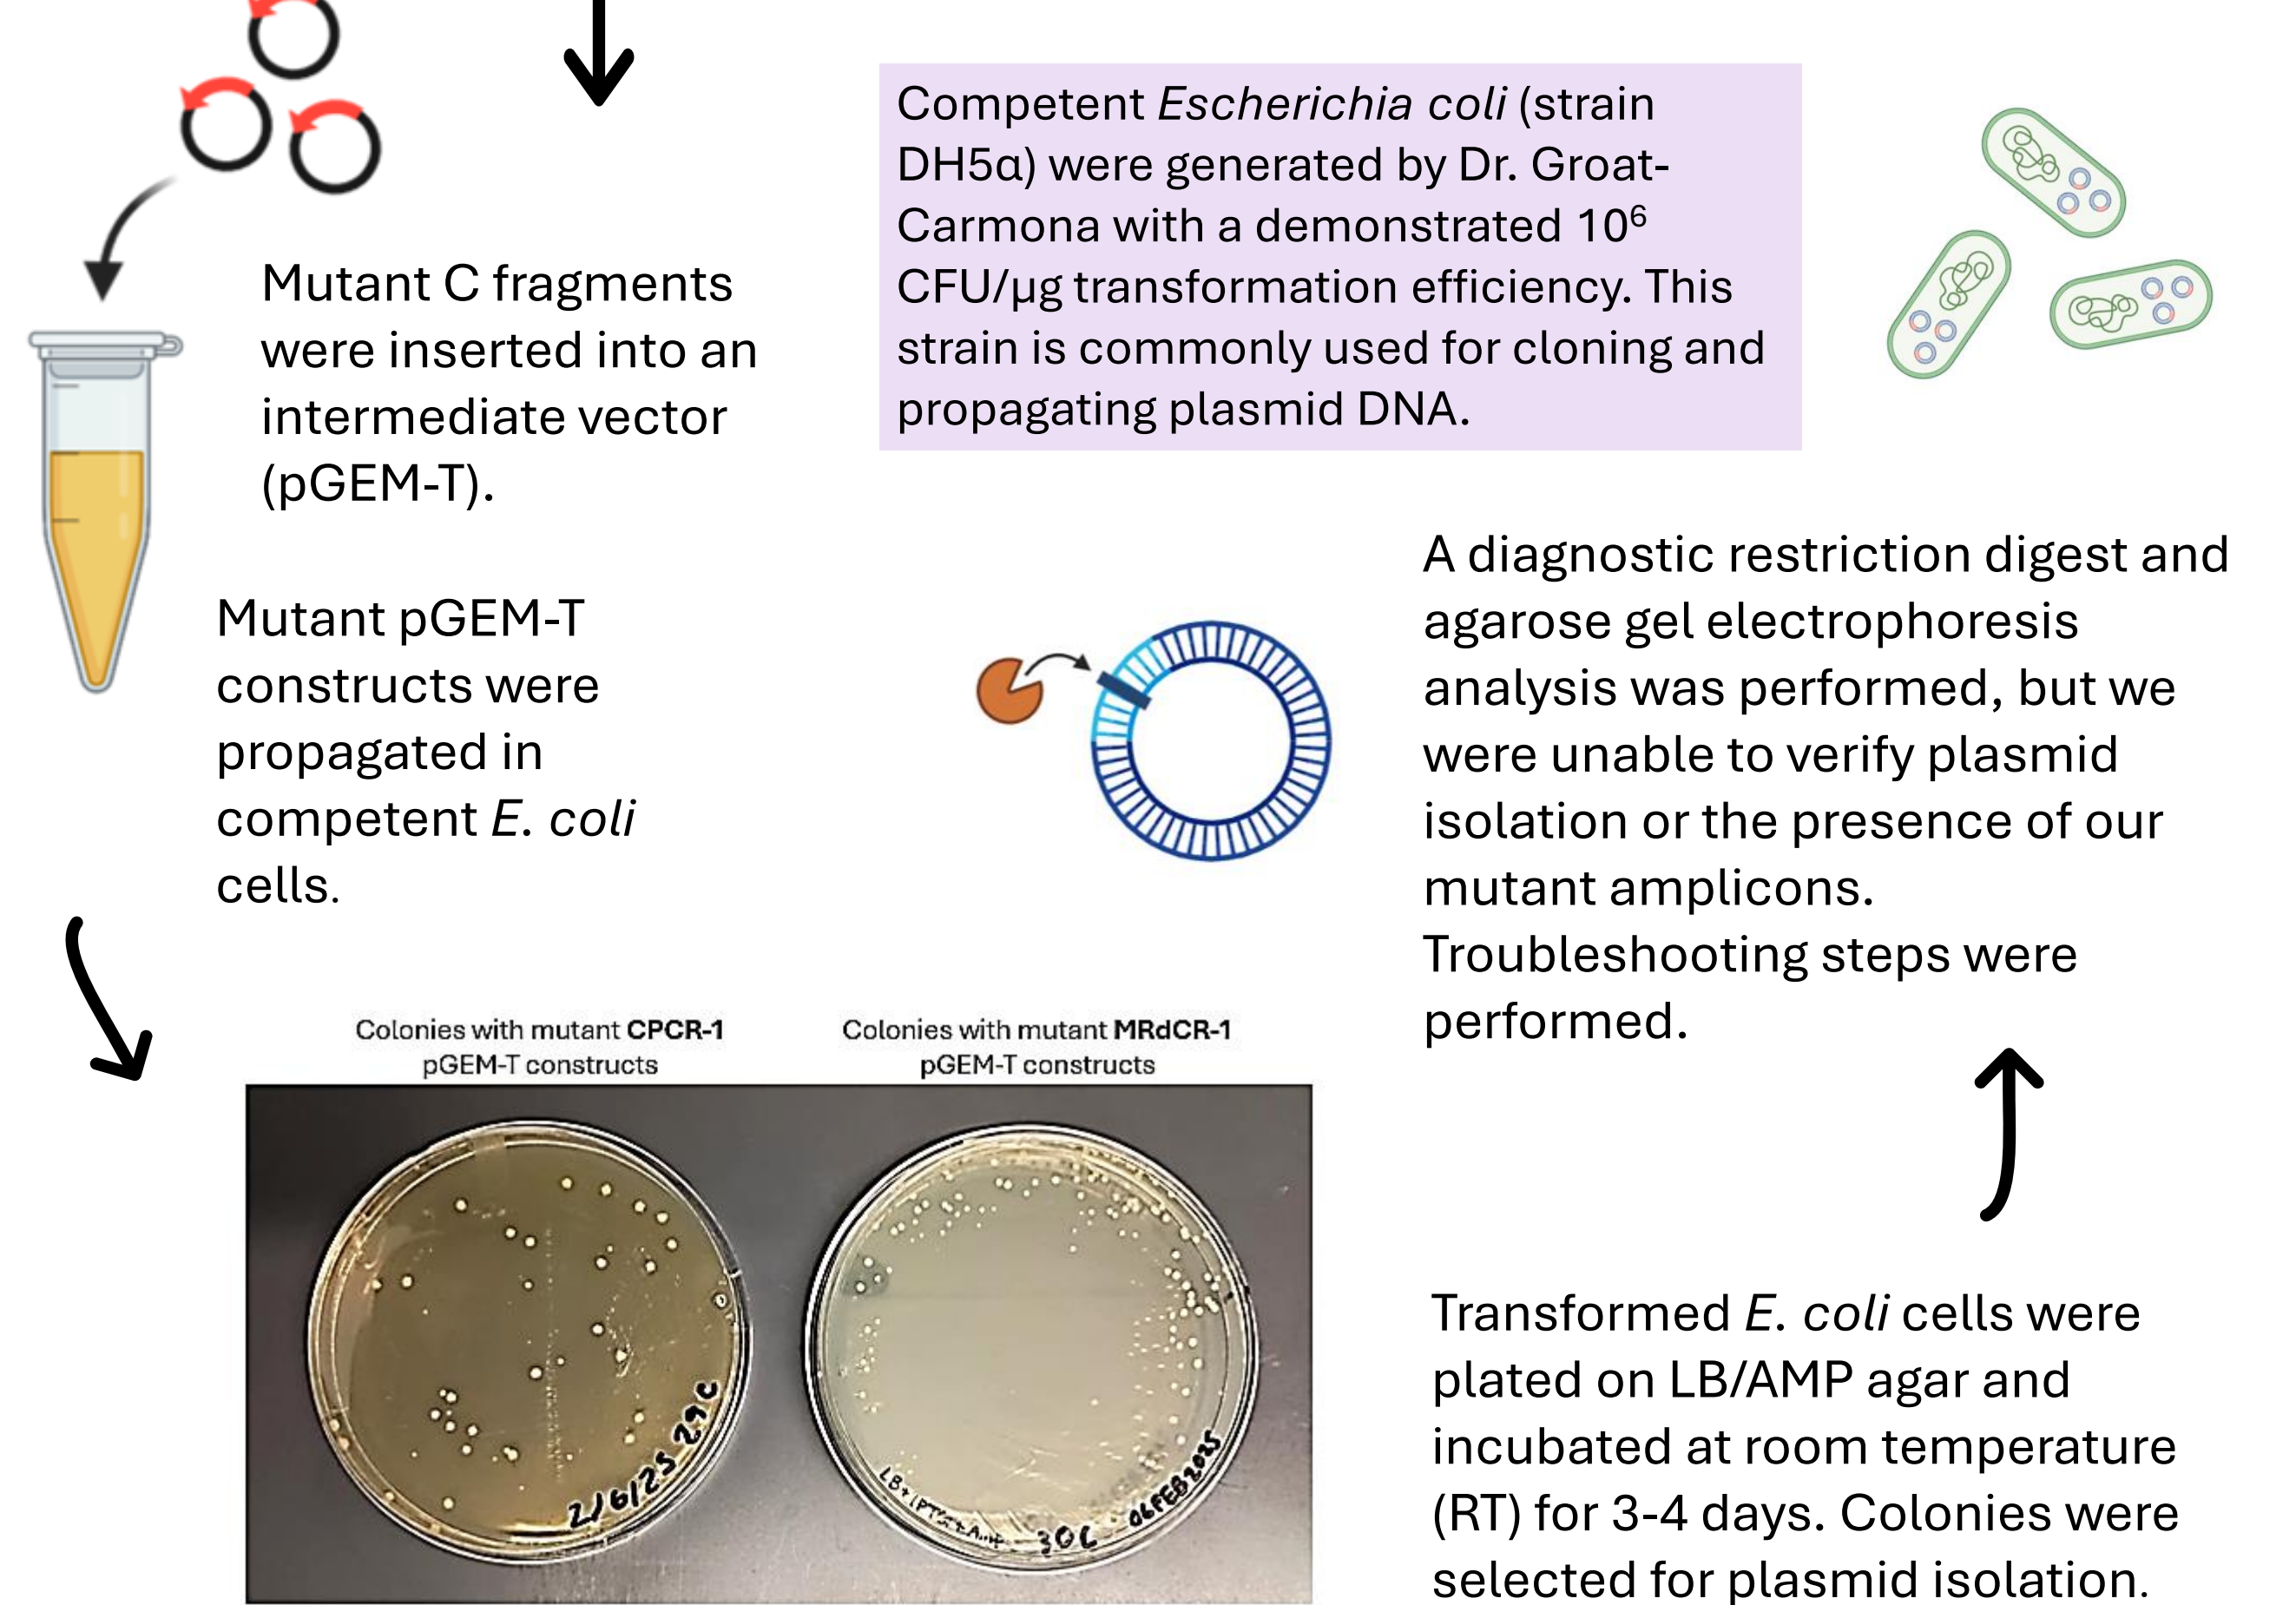 Mutant C fragments
were inserted into an
intermediate vector
(pGEM-T).
Competent Escherichia coli (strain
DH5α) were generated by Dr. Groat-
Carmona with a demonstrated 10⁶
CFU/µg transformation efficiency. This
strain is commonly used for cloning and
propagating plasmid DNA.
Mutant pGEM-T
constructs were
propagated in
competent E. coli
cells.
Colonies with mutant CPCR-1
pGEM-T constructs
Colonies with mutant MRdCR-1
pGEM-T constructs
2/6/25 29C
LB+IPTG+Amp
30C
06FEB2025
Transformed E. coli cells were
plated on LB/AMP agar and
incubated at room temperature
(RT) for 3-4 days. Colonies were
selected for plasmid isolation.
A diagnostic restriction digest and
agarose gel electrophoresis
analysis was performed, but we
were unable to verify plasmid
isolation or the presence of our
mutant amplicons.
Troubleshooting steps were
performed.